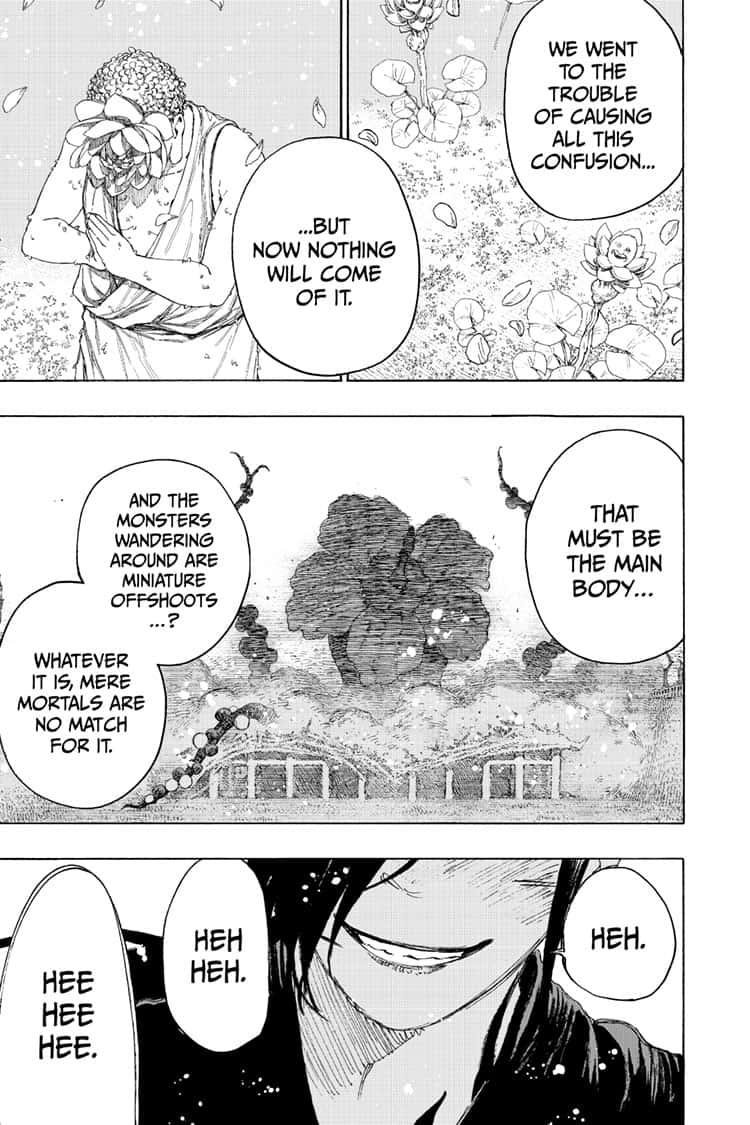 WE WENT
TO THE
TROUBLE
OF CAUSING
ALL THIS
CONFUSION...
...BUT
NOW NOTHING
WILL COME
OF IT.
THAT
MUST BE
THE MAIN
BODY...
AND THE
MONSTERS
WANDERING
AROUND ARE
MINIATURE
OFFSHOOTS
...?
WHATEVER
IT IS, MERE
MORTALS ARE
NO MATCH
FOR IT.
HEH.
HEH
HEH.
HEE
HEE
HEE.